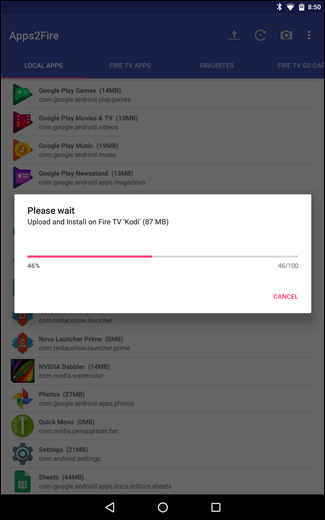 8:50
Apps2Fire
LOCAL APPS FIRE TV APPS FAVORITES FIRE TV SD CAR
Google Play Games (14MB)
com.google.android.play.games
Google Play Movies & TV (13MB)
com.google.android.videos
Google Play Music (19MB)
com.google.android.music
Google Play Newsstand (13MB)
com.google.android.apps.magazines
Please wait
Upload and Install on Fire TV 'Kodi' (87 MB)
46% 46/100
CANCEL
com.teslacoilsw.launcher
Nova Launcher Prime (0MB)
com.teslacoilsw.launcher.prime
NVIDIA Dabbler (14MB)
com.nvidia.watercolor
Photos (27MB)
com.google.android.apps.photos
Quick Menu (0MB)
com.nvidia.penapplauncher
Settings (21MB)
com.android.settings
Sheets (44MB)
com.google.android.apps.docs.editors.sheets